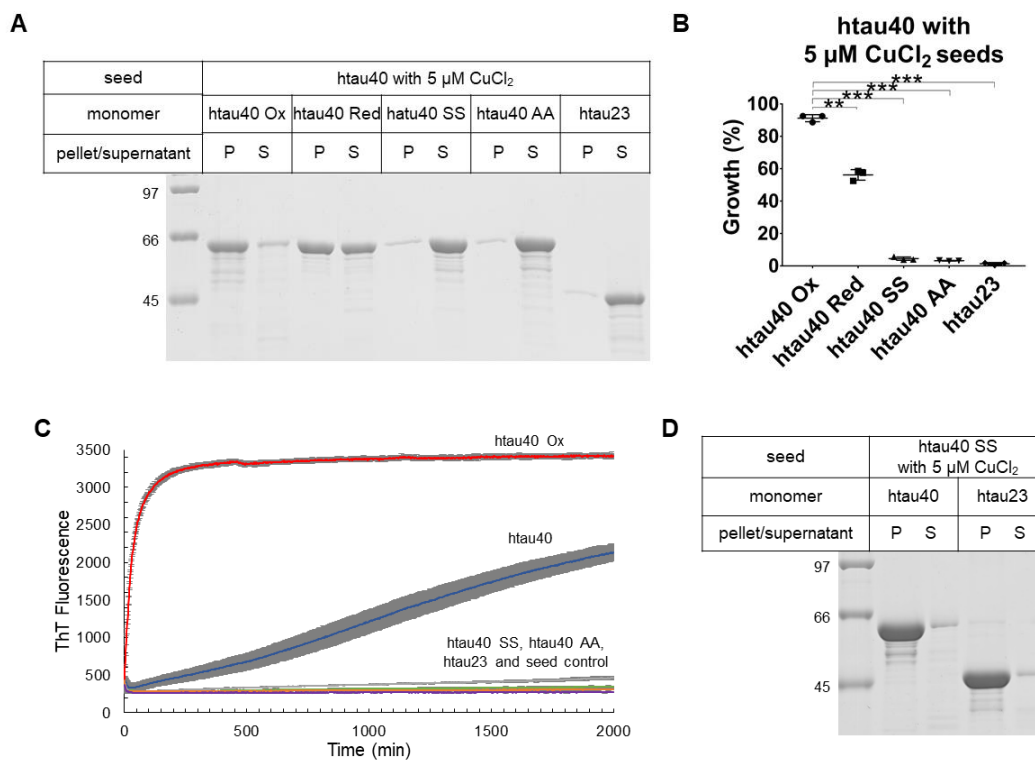 A
seed htau40 with 5 µM CuCl2
monomer htau40 Ox htau40 Red hatu40 SS htau40 AA htau23
pellet/supernatant P S P S P S P S P S
97
66
45
B
htau40 with
5 µM CuCl2 seeds
***
***
***
**
Growth (%)
100
80
60
40
20
0
htau40 Ox
htau40 Red
htau40 SS
htau40 AA
htau23
C
ThT Fluorescence
3500
3000
2500
2000
1500
1000
500
0
htau40 Ox
htau40
htau40 SS, htau40 AA,
htau23 and seed control
0 500 1000 1500 2000
Time (min)
D
seed htau40 SS
with 5 µM CuCl2
monomer htau40 htau23
pellet/supernatant P S P S
97
66
45